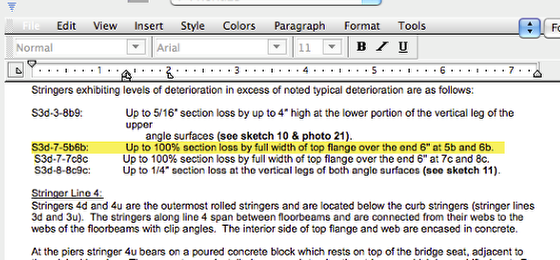 File Edit View Insert Style Colors Paragraph Format Tools
Normal Arial 11 B I U
1 2 3 4 5 6 7
Stringers exhibiting levels of deterioration in excess of noted typical deterioration are as follows:
S3d-3-8b9: Up to 5/16" section loss by up to 4" high at the lower portion of the vertical leg of the
upper
angle surfaces (see sketch 10 & photo 21).
S3d-7-5b6b: Up to 100% section loss by full width of top flange over the end 6" at 5b and 6b.
S3d-7-7c8c Up to 100% section loss by full width of top flange over the end 6" at 7c and 8c.
S3d-8-8c9c: Up to 1/4" section loss at the vertical legs of both angle surfaces (see sketch 11).
Stringer Line 4:
Stringers 4d and 4u are the outermost rolled stringers and are located below the curb stringers (stringer lines
3d and 3u). The stringers along line 4 span between floorbeams and are connected from their webs to the
webs of the floorbeams with clip angles. The interior side of top flange and web are encased in concrete.
At the piers stringer 4u bears on a poured concrete block which rests on top of the bridge seat, adjacent to